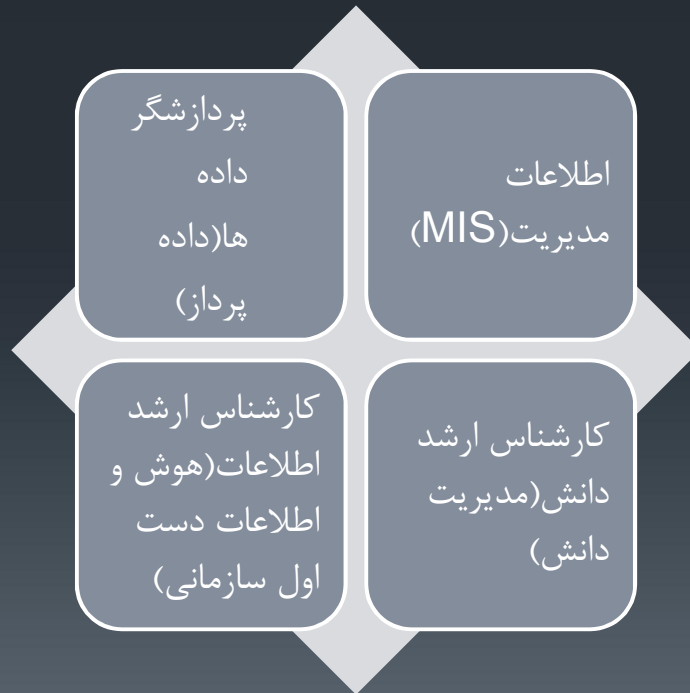 اطلاعات
مدیریت(MIS)
پردازشگر
داده
ها(داده
پرداز)
کارشناس ارشد
دانش(مدیریت
دانش)
کارشناس ارشد
اطلاعات(هوش و
اطلاعات دست
اول سازمانی)